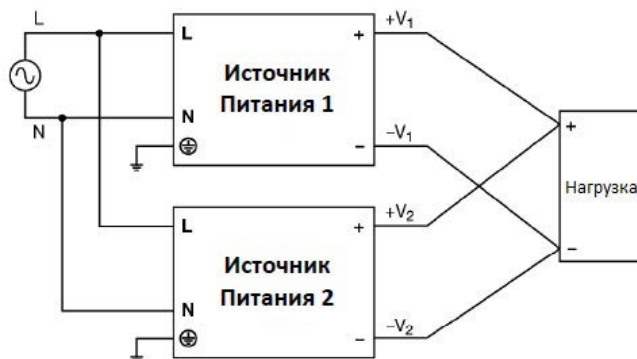 L
N
L
N
Источник
Питания 1
+
−
+V₁
−V₁
L
N
Источник
Питания 2
+
−
+V₂
−V₂
+
Нагрузка
−